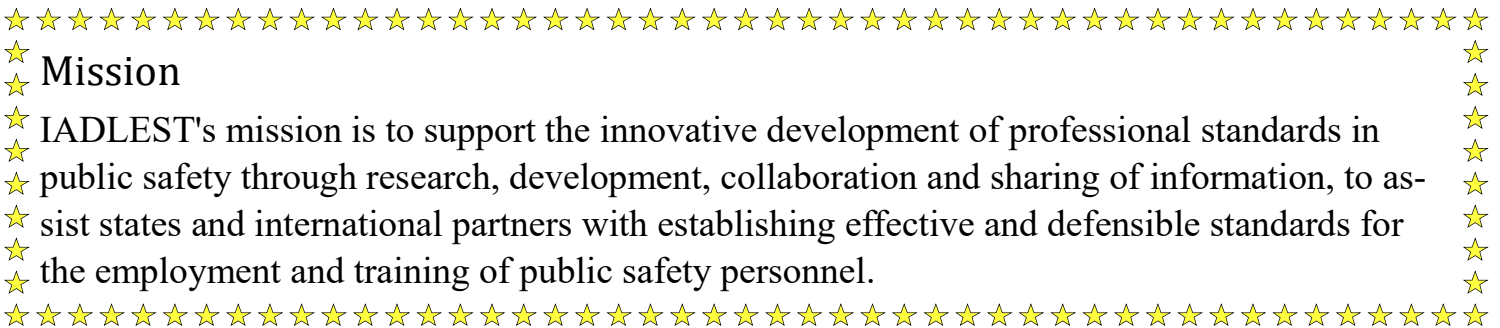 Mission
IADLEST's mission is to support the innovative development of professional standards in
public safety through research, development, collaboration and sharing of information, to as-
sist states and international partners with establishing effective and defensible standards for
the employment and training of public safety personnel.